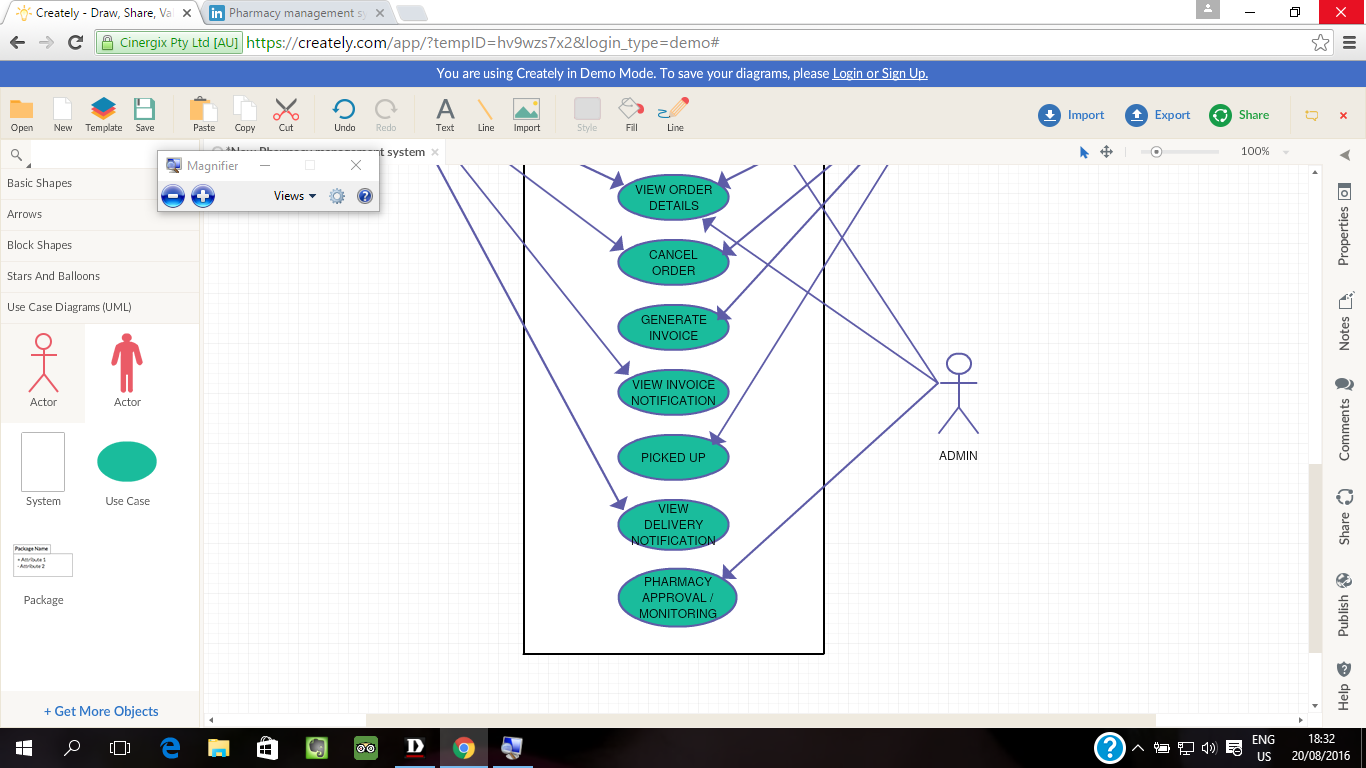 Creately - Draw, Share, Va
Pharmacy management sy
Cinergix Pty Ltd [AU]
https://creately.com/app/?tempID=hv9wzs7x2&login_type=demo#
You are using Creately in Demo Mode. To save your diagrams, please Login or Sign Up.
Open
New
Template
Save
Paste
Copy
Cut
Undo
Redo
Text
Line
Import
Style
Fill
Line
Import
Export
Share
*New Pharmacy management system
100%
Magnifier
Views
Basic Shapes
Arrows
Block Shapes
Stars And Balloons
Use Case Diagrams (UML)
Actor
Actor
System
Use Case
Package Name
+ Attribute 1
- Attribute 2
Package
+ Get More Objects
VIEW ORDER
DETAILS
CANCEL
ORDER
GENERATE
INVOICE
VIEW INVOICE
NOTIFICATION
PICKED UP
VIEW
DELIVERY
NOTIFICATION
PHARMACY
APPROVAL /
MONITORING
ADMIN
Properties
Notes
Comments
Share
Publish
Help
ENG
US
18:32
20/08/2016